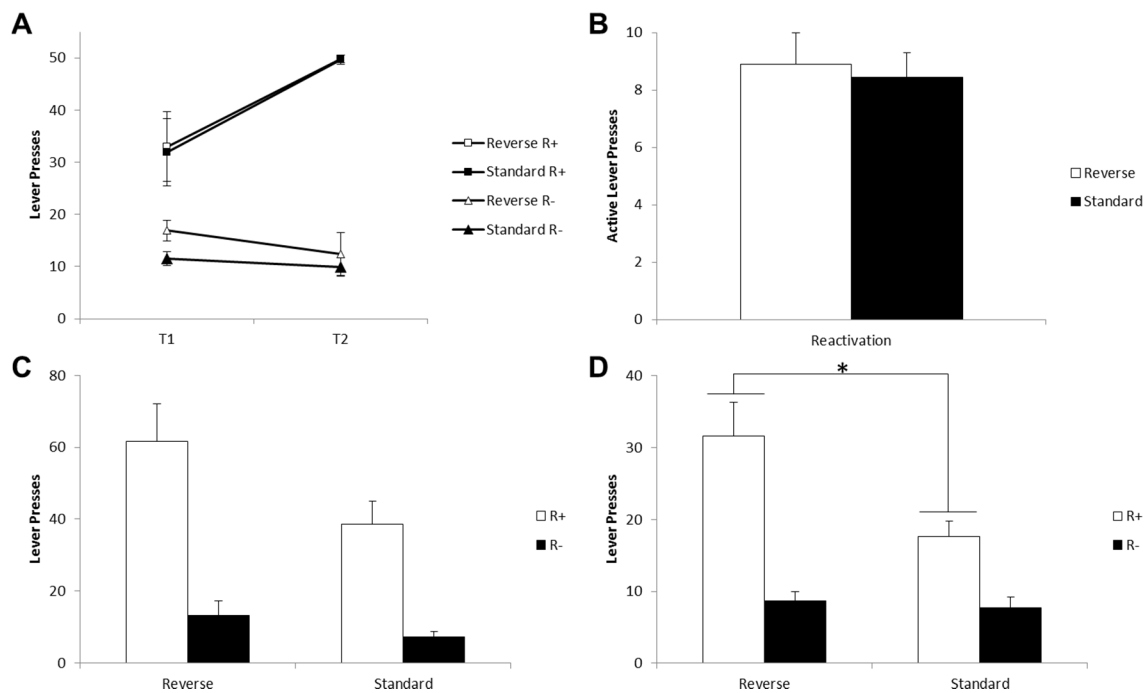 A
50
40
30
20
10
0
Lever Presses
T1
T2
Reverse R+
Standard R+
Reverse R-
Standard R-
B
10
8
6
4
2
0
Active Lever Presses
Reactivation
Reverse
Standard
C
80
60
40
20
0
Lever Presses
Reverse
Standard
R+
R-
D
40
30
20
10
0
Lever Presses
*
Reverse
Standard
R+
R-